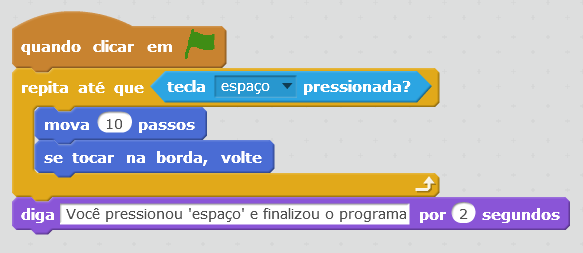 quando clicar em
repita até que tecla espaço pressionada?
mova 10 passos
se tocar na borda, volte
diga Você pressionou 'espaço' e finalizou o programa por 2 segundos